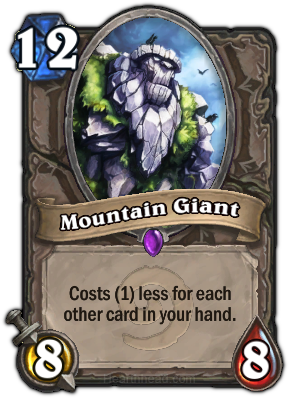 12
Mountain Giant
Costs (1) less for each
other card in your hand.
8
8